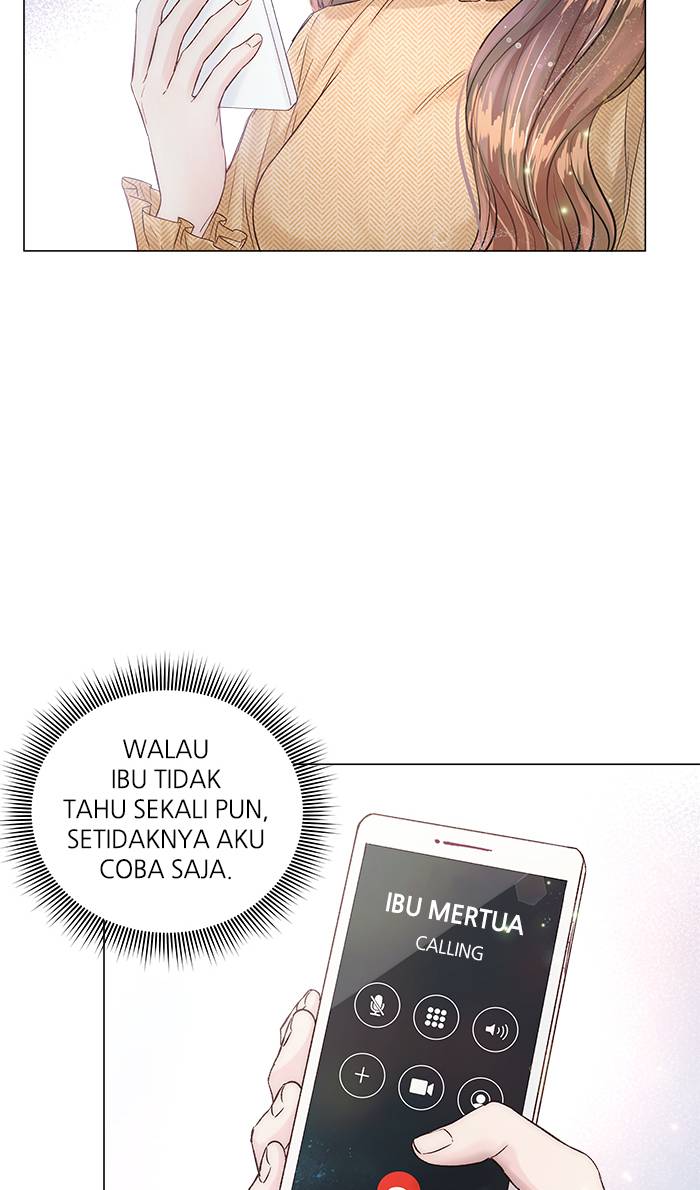 WALAU
IBU TIDAK
TAHU SEKALI PUN,
SETIDAKNYA AKU
COBA SAJA.
IBU MERTUA
CALLING